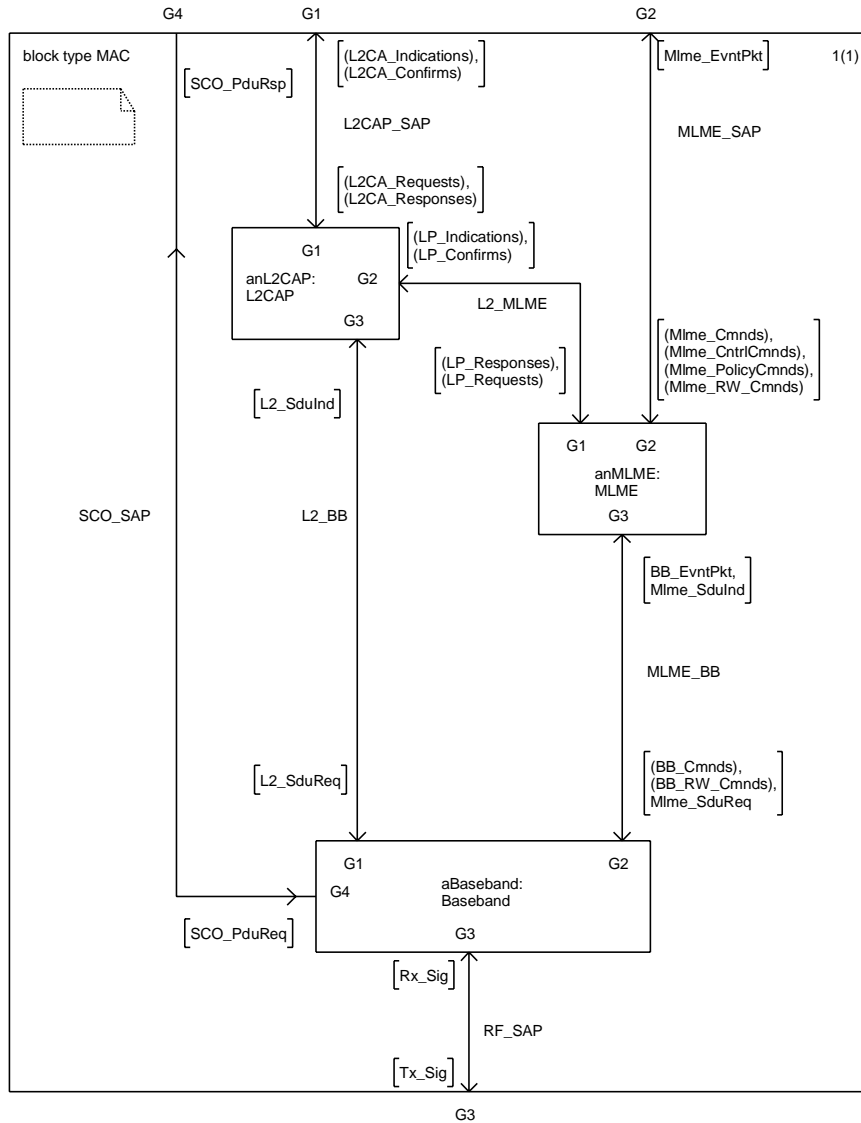 G4
G1
G2
block type MAC
1(1)
(L2CA_Indications),
(L2CA_Confirms)
Mlme_EvntPkt
SCO_PduRsp
L2CAP_SAP
MLME_SAP
(L2CA_Requests),
(L2CA_Responses)
(LP_Indications),
(LP_Confirms)
G1
anL2CAP:
L2CAP
G2
G3
L2_MLME
(Mlme_Cmnds),
(Mlme_CntrlCmnds),
(Mlme_PolicyCmnds),
(Mlme_RW_Cmnds)
(LP_Responses),
(LP_Requests)
L2_SduInd
G1
G2
anMLME:
MLME
G3
SCO_SAP
L2_BB
BB_EvntPkt,
Mlme_SduInd
MLME_BB
L2_SduReq
(BB_Cmnds),
(BB_RW_Cmnds),
Mlme_SduReq
G1
G2
G4
aBaseband:
Baseband
G3
SCO_PduReq
Rx_Sig
RF_SAP
Tx_Sig
G3